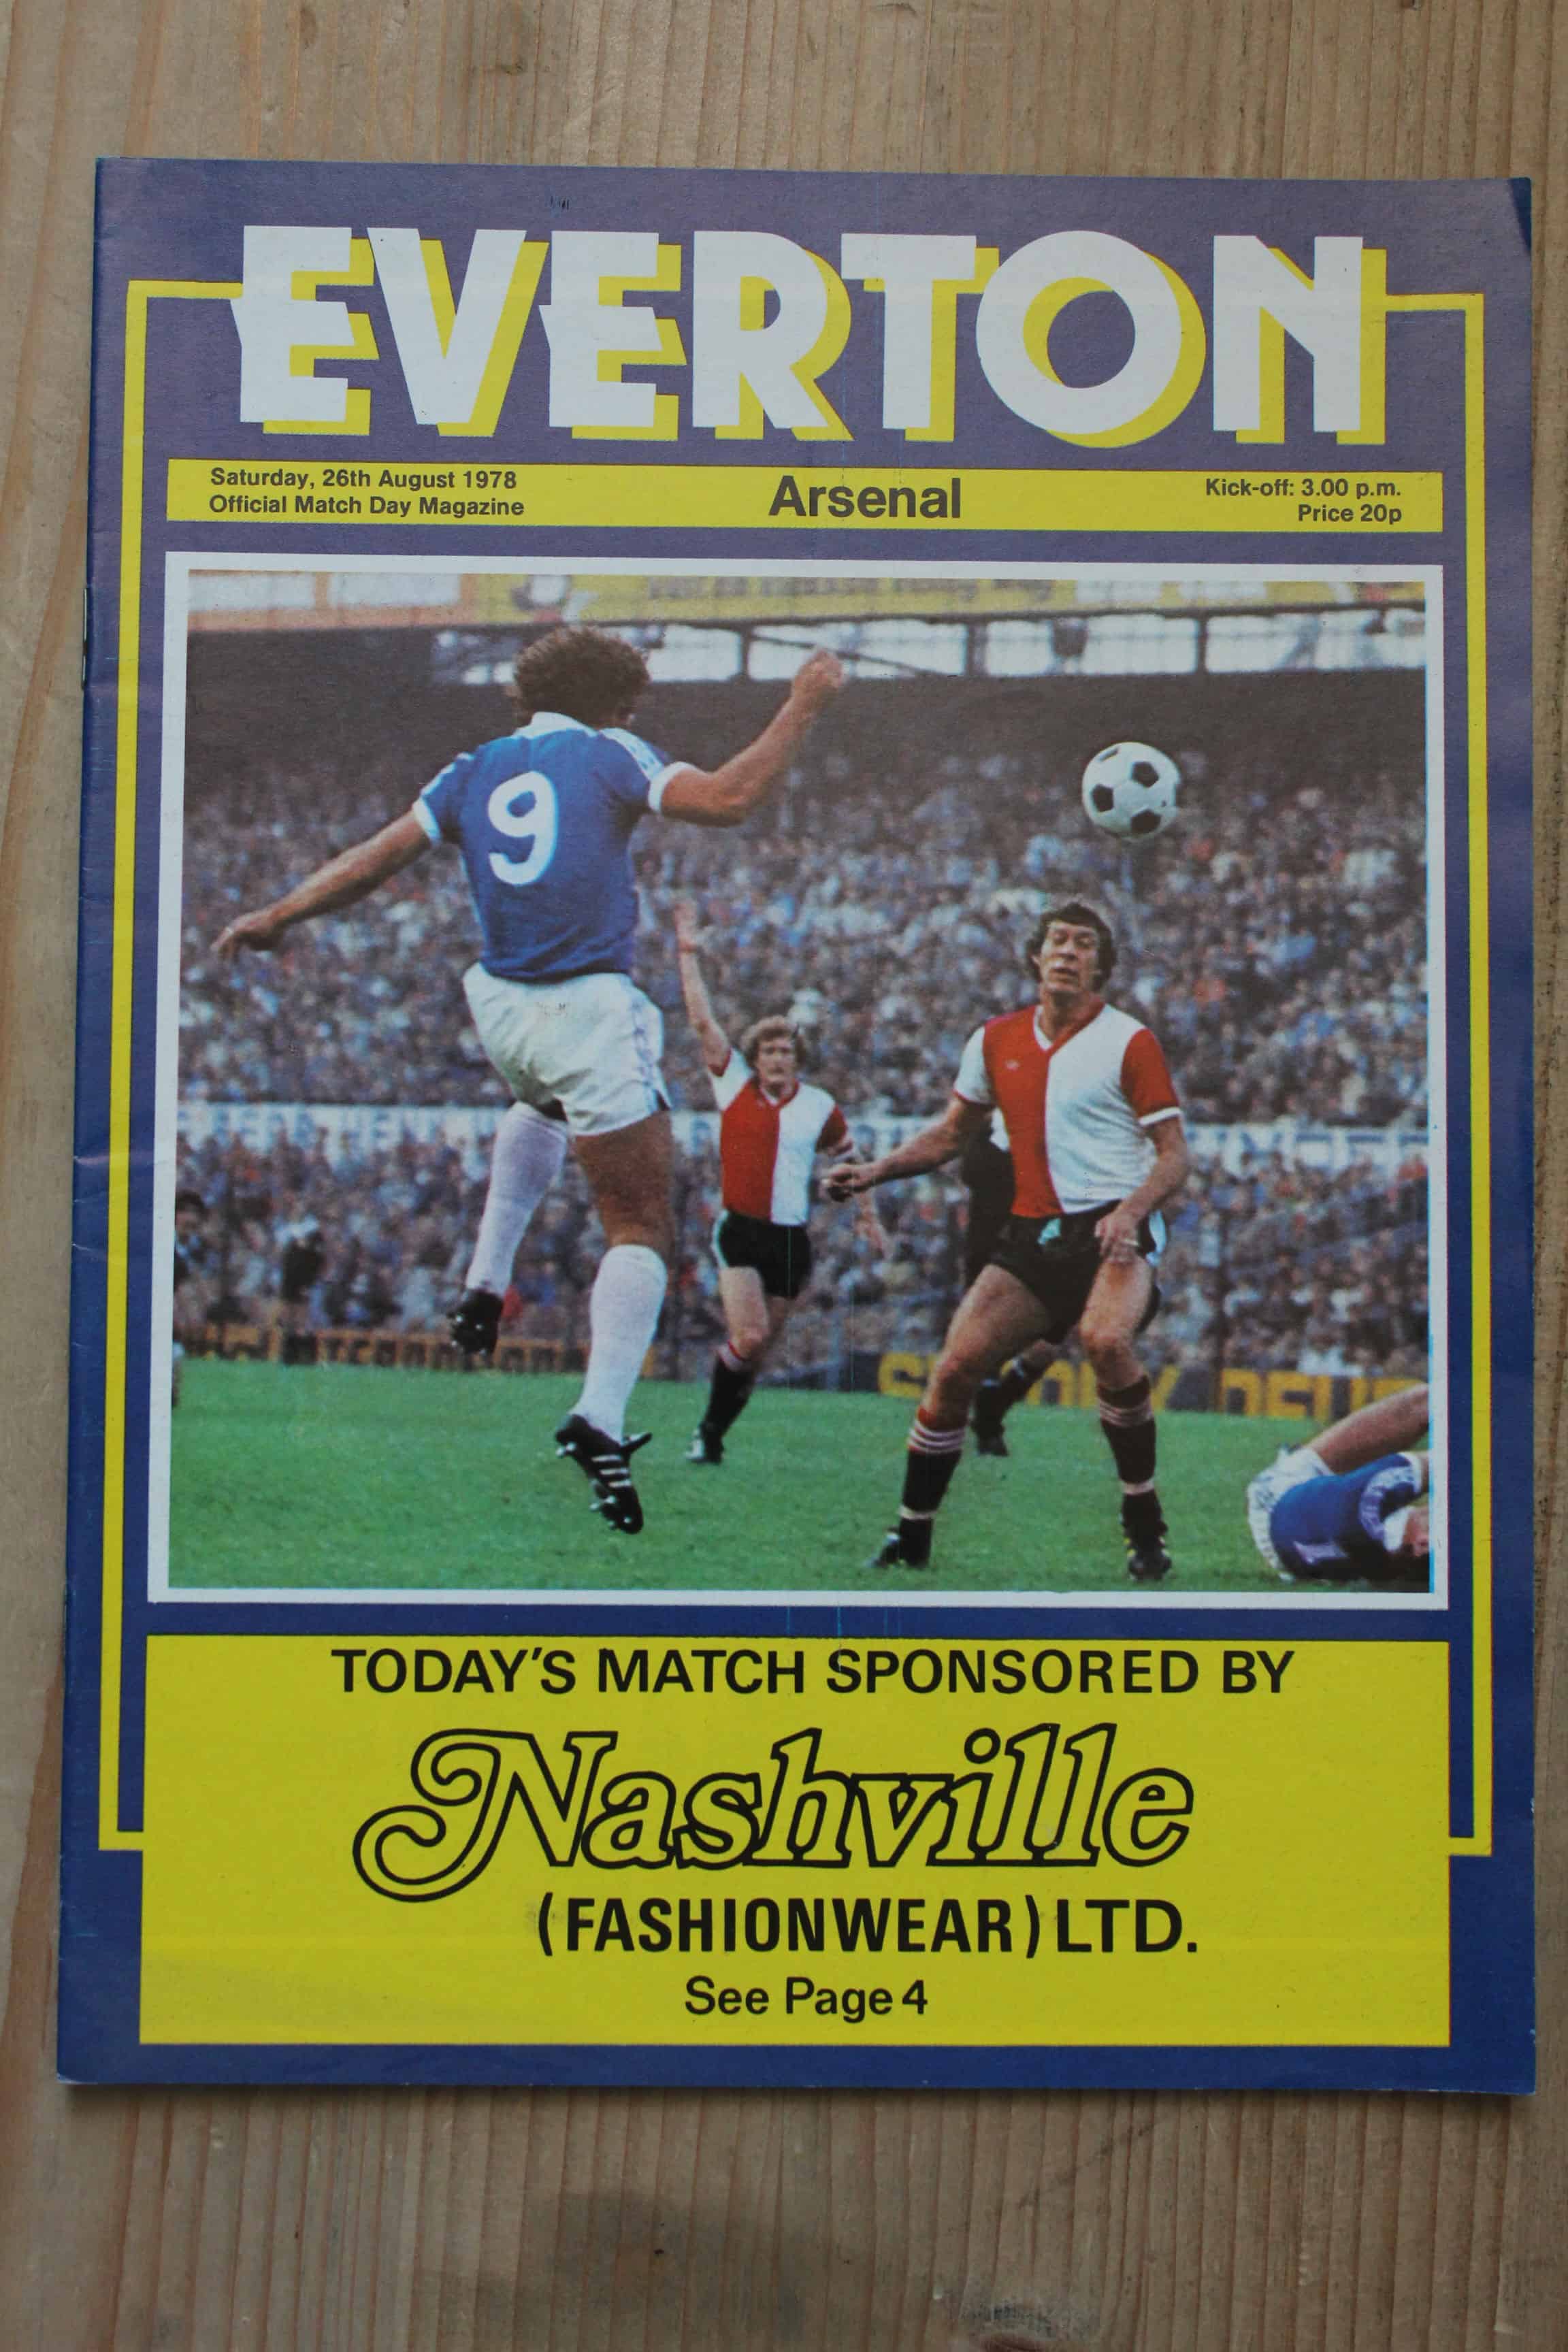 EVERTON
Saturday, 26th August 1978
Official Match Day Magazine
Arsenal
Kick-off: 3.00 p.m.
Price 20p
9
TODAY'S MATCH SPONSORED BY
Nashville
(FASHIONWEAR) LTD.
See Page 4